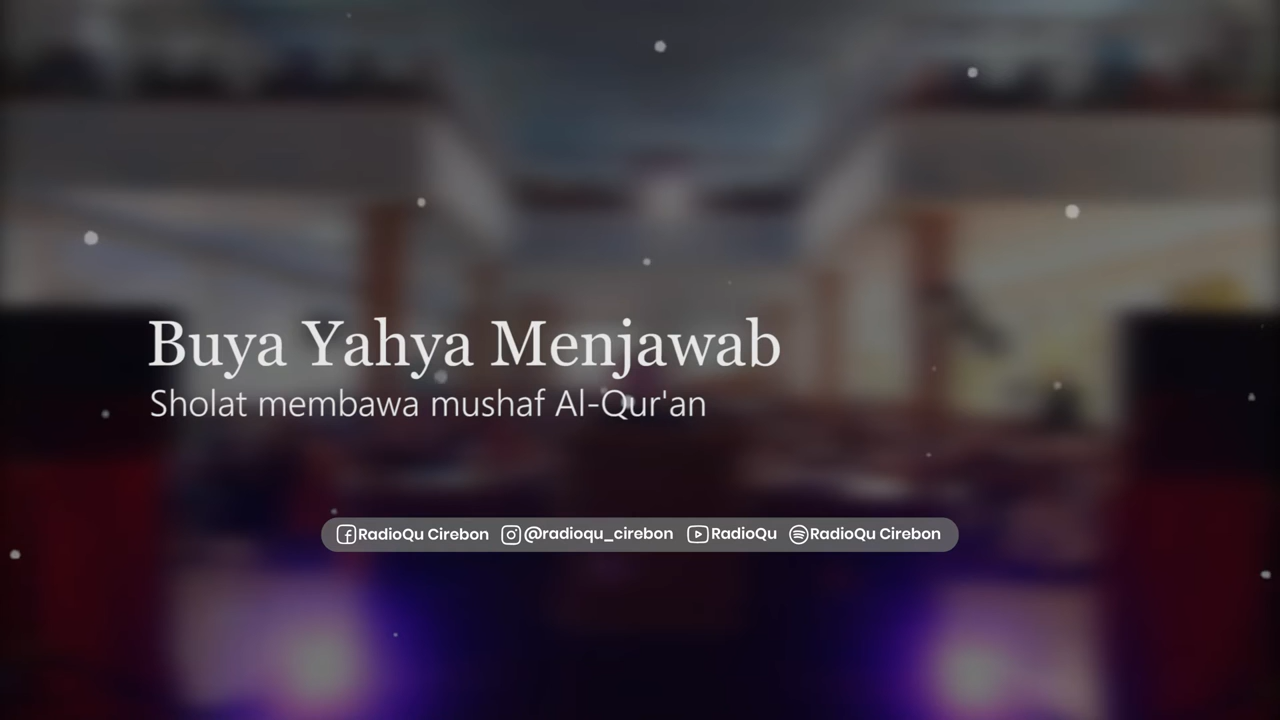 Buya Yahya Menjawab
Sholat membawa mushaf Al-Qur'an
RadioQu Cirebon @radioqu_cirebon RadioQu RadioQu Cirebon